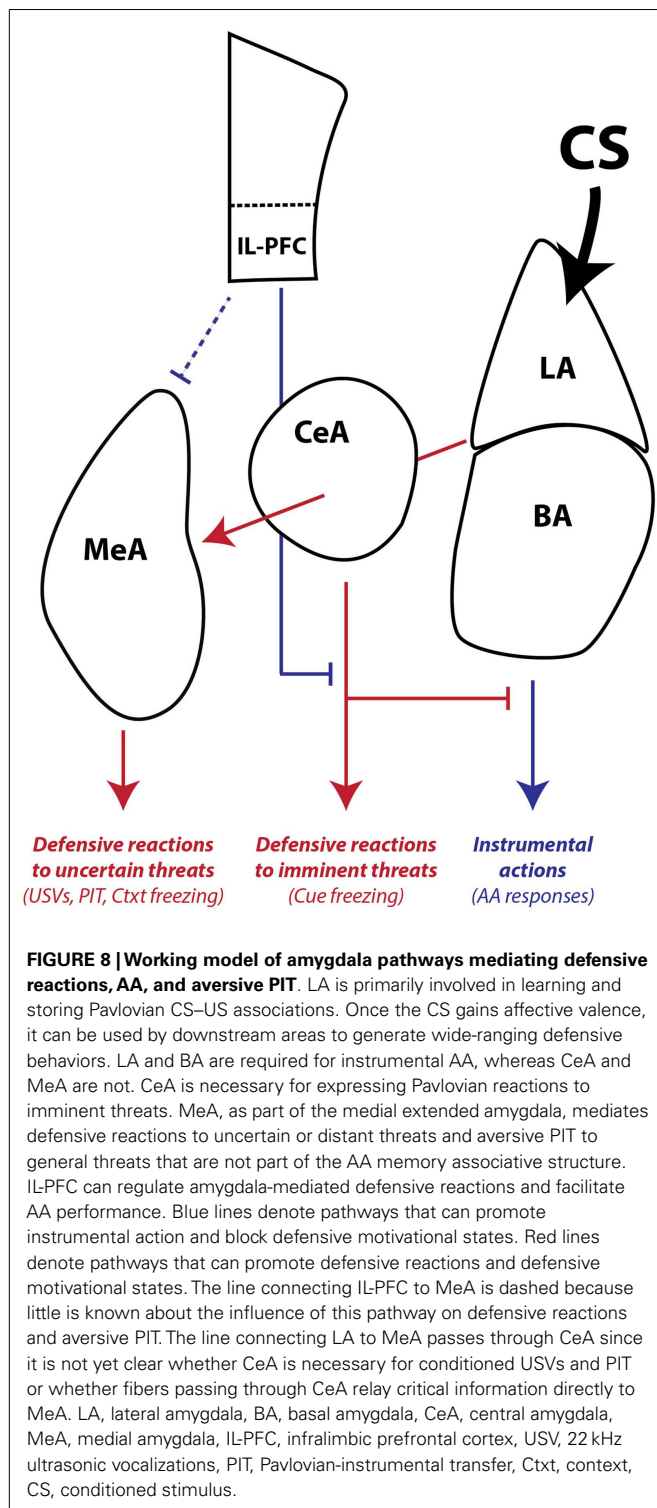 CS
IL-PFC
LA
CeA
BA
MeA
Defensive reactions
to uncertain threats
(USVs, PIT, Ctxt freezing)
Defensive reactions
to imminent threats
(Cue freezing)
Instrumental
actions
(AA responses)
FIGURE 8 | Working model of amygdala pathways mediating defensive
reactions, AA, and aversive PIT. LA is primarily involved in learning and
storing Pavlovian CS–US associations. Once the CS gains affective valence,
it can be used by downstream areas to generate wide-ranging defensive
behaviors. LA and BA are required for instrumental AA, whereas CeA and
MeA are not. CeA is necessary for expressing Pavlovian reactions to
imminent threats. MeA, as part of the medial extended amygdala, mediates
defensive reactions to uncertain or distant threats and aversive PIT to
general threats that are not part of the AA memory associative structure.
IL-PFC can regulate amygdala-mediated defensive reactions and facilitate
AA performance. Blue lines denote pathways that can promote
instrumental action and block defensive motivational states. Red lines
denote pathways that can promote defensive reactions and defensive
motivational states. The line connecting IL-PFC to MeA is dashed because
little is known about the influence of this pathway on defensive reactions
and aversive PIT. The line connecting LA to MeA passes through CeA since
it is not yet clear whether CeA is necessary for conditioned USVs and PIT
or whether fibers passing through CeA relay critical information directly to
MeA. LA, lateral amygdala, BA, basal amygdala, CeA, central amygdala,
MeA, medial amygdala, IL-PFC, infralimbic prefrontal cortex, USV, 22 kHz
ultrasonic vocalizations, PIT, Pavlovian-instrumental transfer, Ctxt, context,
CS, conditioned stimulus.